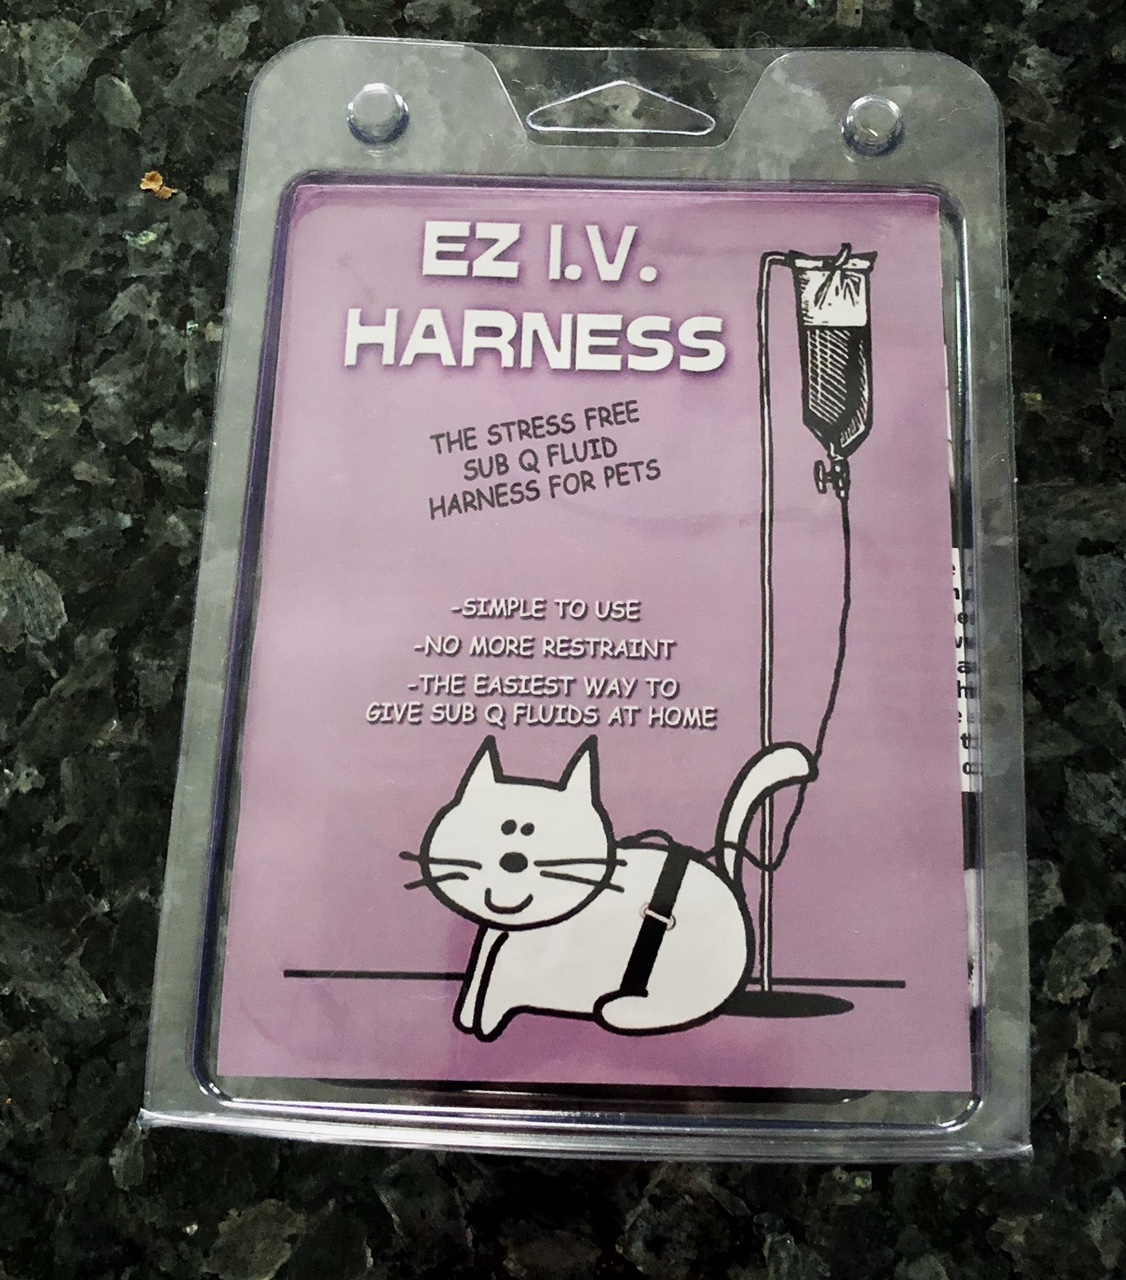 EZ I.V.
HARNESS
THE STRESS FREE
SUB Q FLUID
HARNESS FOR PETS
-SIMPLE TO USE
-NO MORE RESTRAINT
-THE EASIEST WAY TO
GIVE SUB Q FLUIDS AT HOME